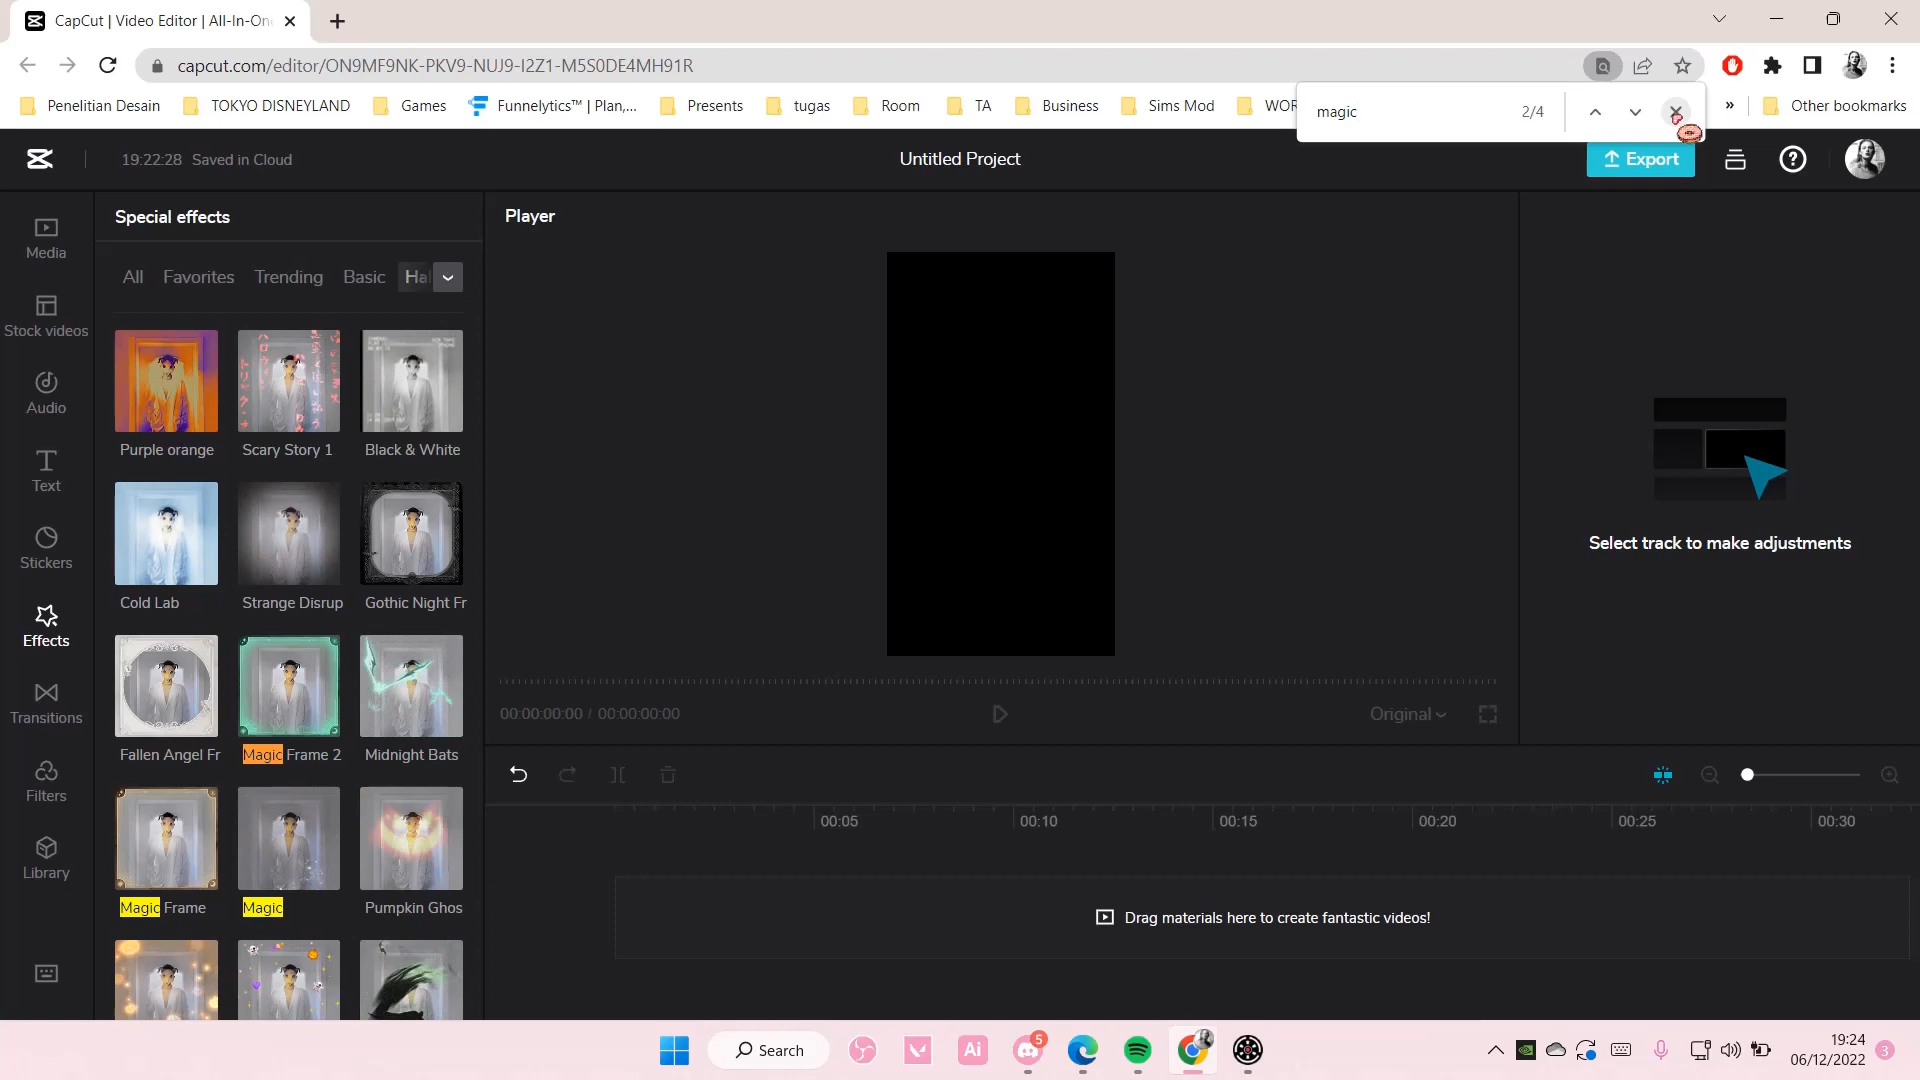 CapCut | Video Editor | All-In-On
capcut.com/editor/ON9MF9NK-PKV9-NUJ9-I2Z1-M5S0DE4MH91R
Penelitian Desain
TOKYO DISNEYLAND
Games
Funnelytics™ | Plan,...
Presents
tugas
Room
TA
Business
Sims Mod
WOR
»
Other bookmarks
magic
2/4
19:22:28 Saved in Cloud
Untitled Project
Export
Media
Stock videos
Audio
Text
Stickers
Effects
Transitions
Filters
Library
Special effects
All
Favorites
Trending
Basic
Hal
Purple orange
Scary Story 1
Black & White
Cold Lab
Strange Disrup
Gothic Night Fr
Fallen Angel Fr
Magic Frame 2
Midnight Bats
Magic Frame
Magic
Pumpkin Ghos
Player
00:00:00:00 / 00:00:00:00
Original
Select track to make adjustments
00:05
00:10
00:15
00:20
00:25
00:30
Drag materials here to create fantastic videos!
Search
Ai
5
19:24
06/12/2022
3